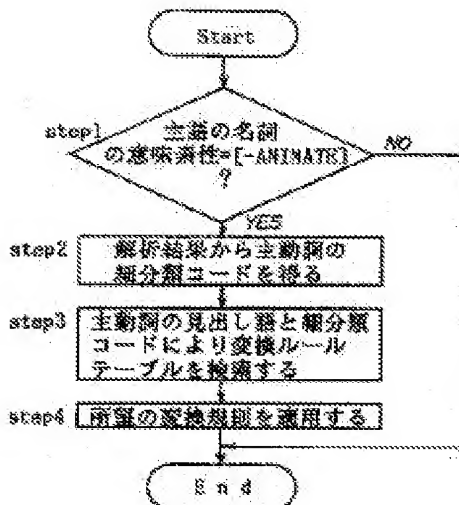 Start
step1
主語の名詞
の意味素性=[-ANIMATE]
?
NO
YES
step2
解析結果から主動詞の
細分類コードを得る
step3
主動詞の見出し語と細分類
コードにより変換ルール
テーブルを検索する
step4
所望の変換規則を適用する
End